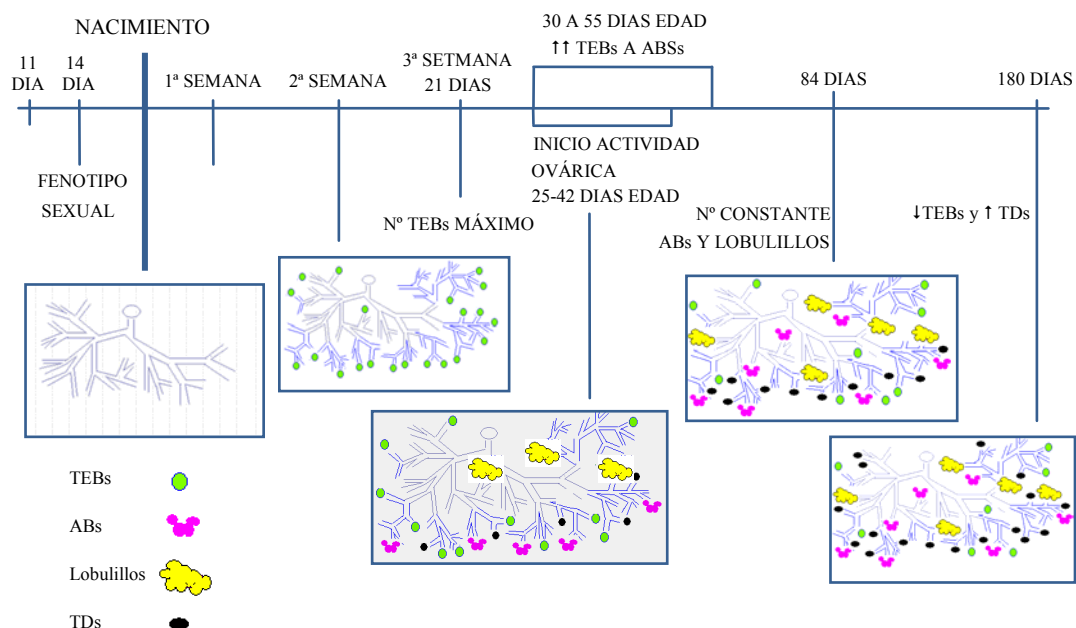 NACIMIENTO
11
DIA
14
DIA
1ª SEMANA
2ª SEMANA
3ª SETMANA
21 DIAS
30 A 55 DIAS EDAD
↑↑ TEBs A ABSs
84 DIAS
180 DIAS
FENOTIPO
SEXUAL
Nº TEBs MÁXIMO
INICIO ACTIVIDAD
OVÁRICA
25-42 DIAS EDAD
Nº CONSTANTE
ABs Y LOBULILLOS
↓TEBs y ↑ TDs
TEBs
ABs
Lobulillos
TDs